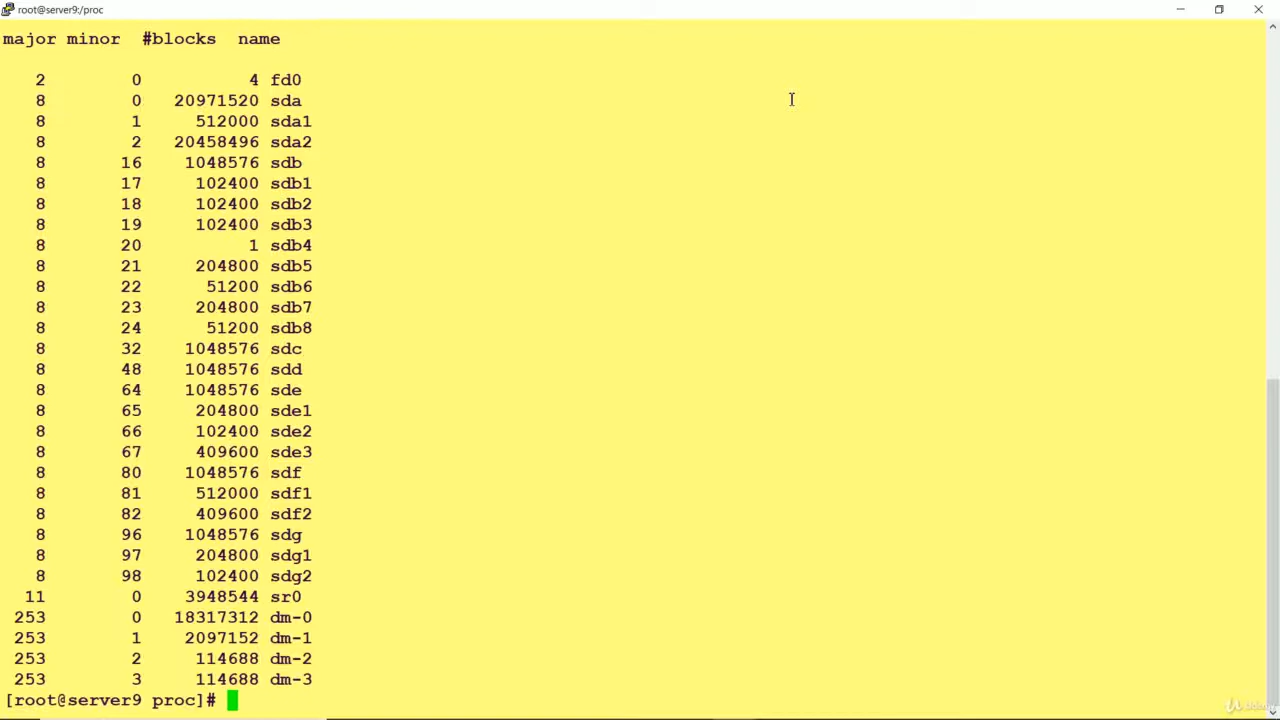 root@server9:/proc
major minor  #blocks  name
2 0 4 fd0
8 0 20971520 sda
8 1 512000 sda1
8 2 20458496 sda2
8 16 1048576 sdb
8 17 102400 sdb1
8 18 102400 sdb2
8 19 102400 sdb3
8 20 1 sdb4
8 21 204800 sdb5
8 22 51200 sdb6
8 23 204800 sdb7
8 24 51200 sdb8
8 32 1048576 sdc
8 48 1048576 sdd
8 64 1048576 sde
8 65 204800 sde1
8 66 102400 sde2
8 67 409600 sde3
8 80 1048576 sdf
8 81 512000 sdf1
8 82 409600 sdf2
8 96 1048576 sdg
8 97 204800 sdg1
8 98 102400 sdg2
11 0 3948544 sr0
253 0 18317312 dm-0
253 1 2097152 dm-1
253 2 114688 dm-2
253 3 114688 dm-3
[root@server9 proc]#